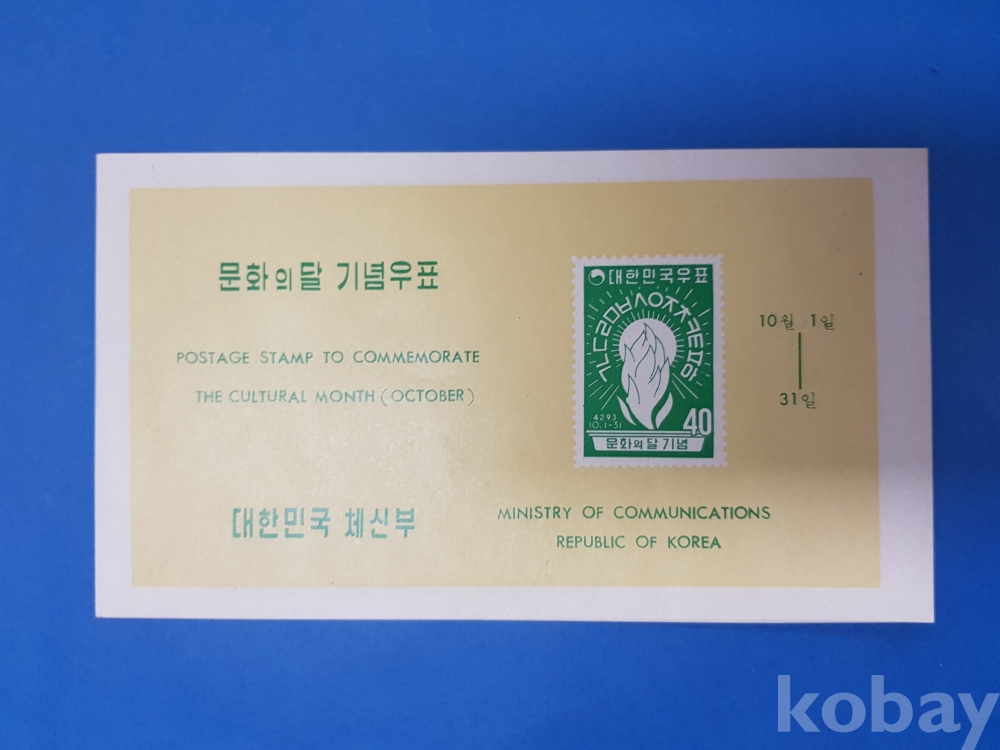 문화의 달 기념우표
POSTAGE STAMP TO COMMEMORATE
THE CULTURAL MONTH (OCTOBER)
대한민국우표
ㄱㄴㄷㄹㅁㅂㅅㅇㅈㅊㅋㅌㅍㅎ
4293
10.1-31
40
문화의 달 기념
10월 1일
31일
대한민국 체신부
MINISTRY OF COMMUNICATIONS
REPUBLIC OF KOREA
kobay